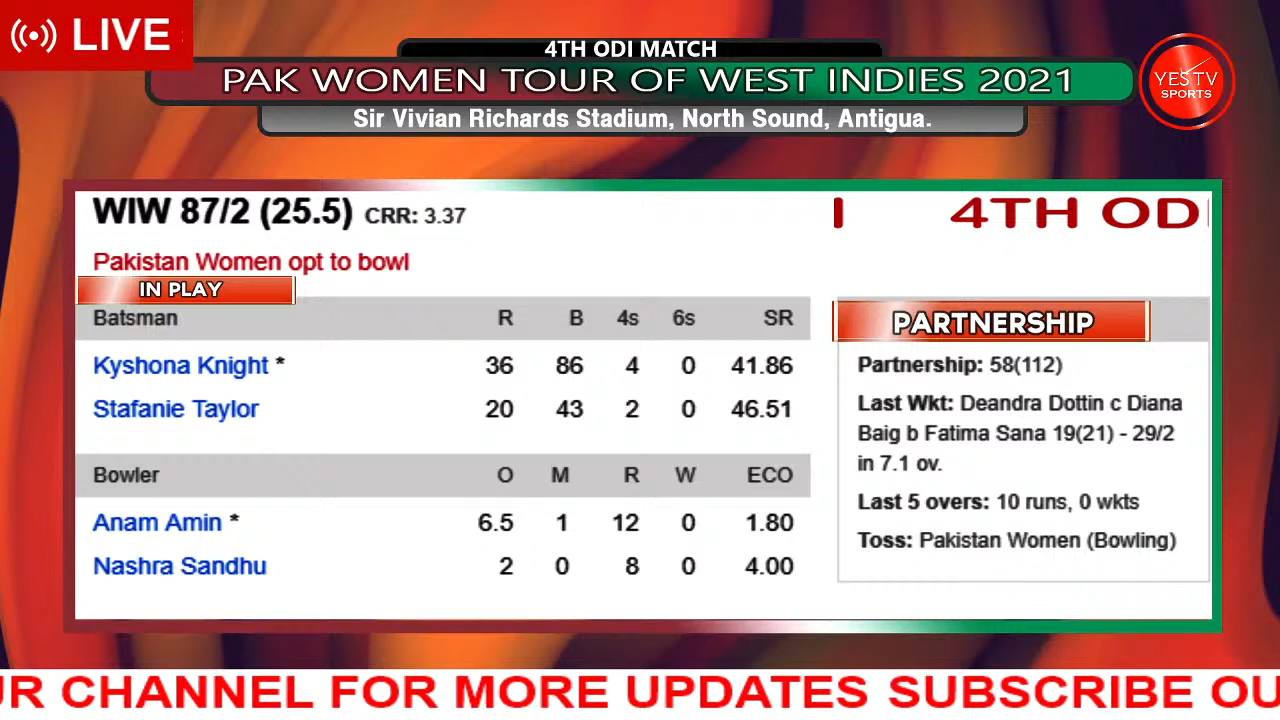 LIVE
4TH ODI MATCH
PAK WOMEN TOUR OF WEST INDIES 2021
YES TV
SPORTS
Sir Vivian Richards Stadium, North Sound, Antigua.
WIW 87/2 (25.5) CRR: 3.37
I 4TH OD
Pakistan Women opt to bowl
IN PLAY
Batsman R B 4s 6s SR
Kyshona Knight * 36 86 4 0 41.86
Stafanie Taylor 20 43 2 0 46.51
Bowler O M R W ECO
Anam Amin * 6.5 1 12 0 1.80
Nashra Sandhu 2 0 8 0 4.00
PARTNERSHIP
Partnership: 58(112)
Last Wkt: Deandra Dottin c Diana
Baig b Fatima Sana 19(21) - 29/2
in 7.1 ov.
Last 5 overs: 10 runs, 0 wkts
Toss: Pakistan Women (Bowling)
UR CHANNEL FOR MORE UPDATES SUBSCRIBE OU